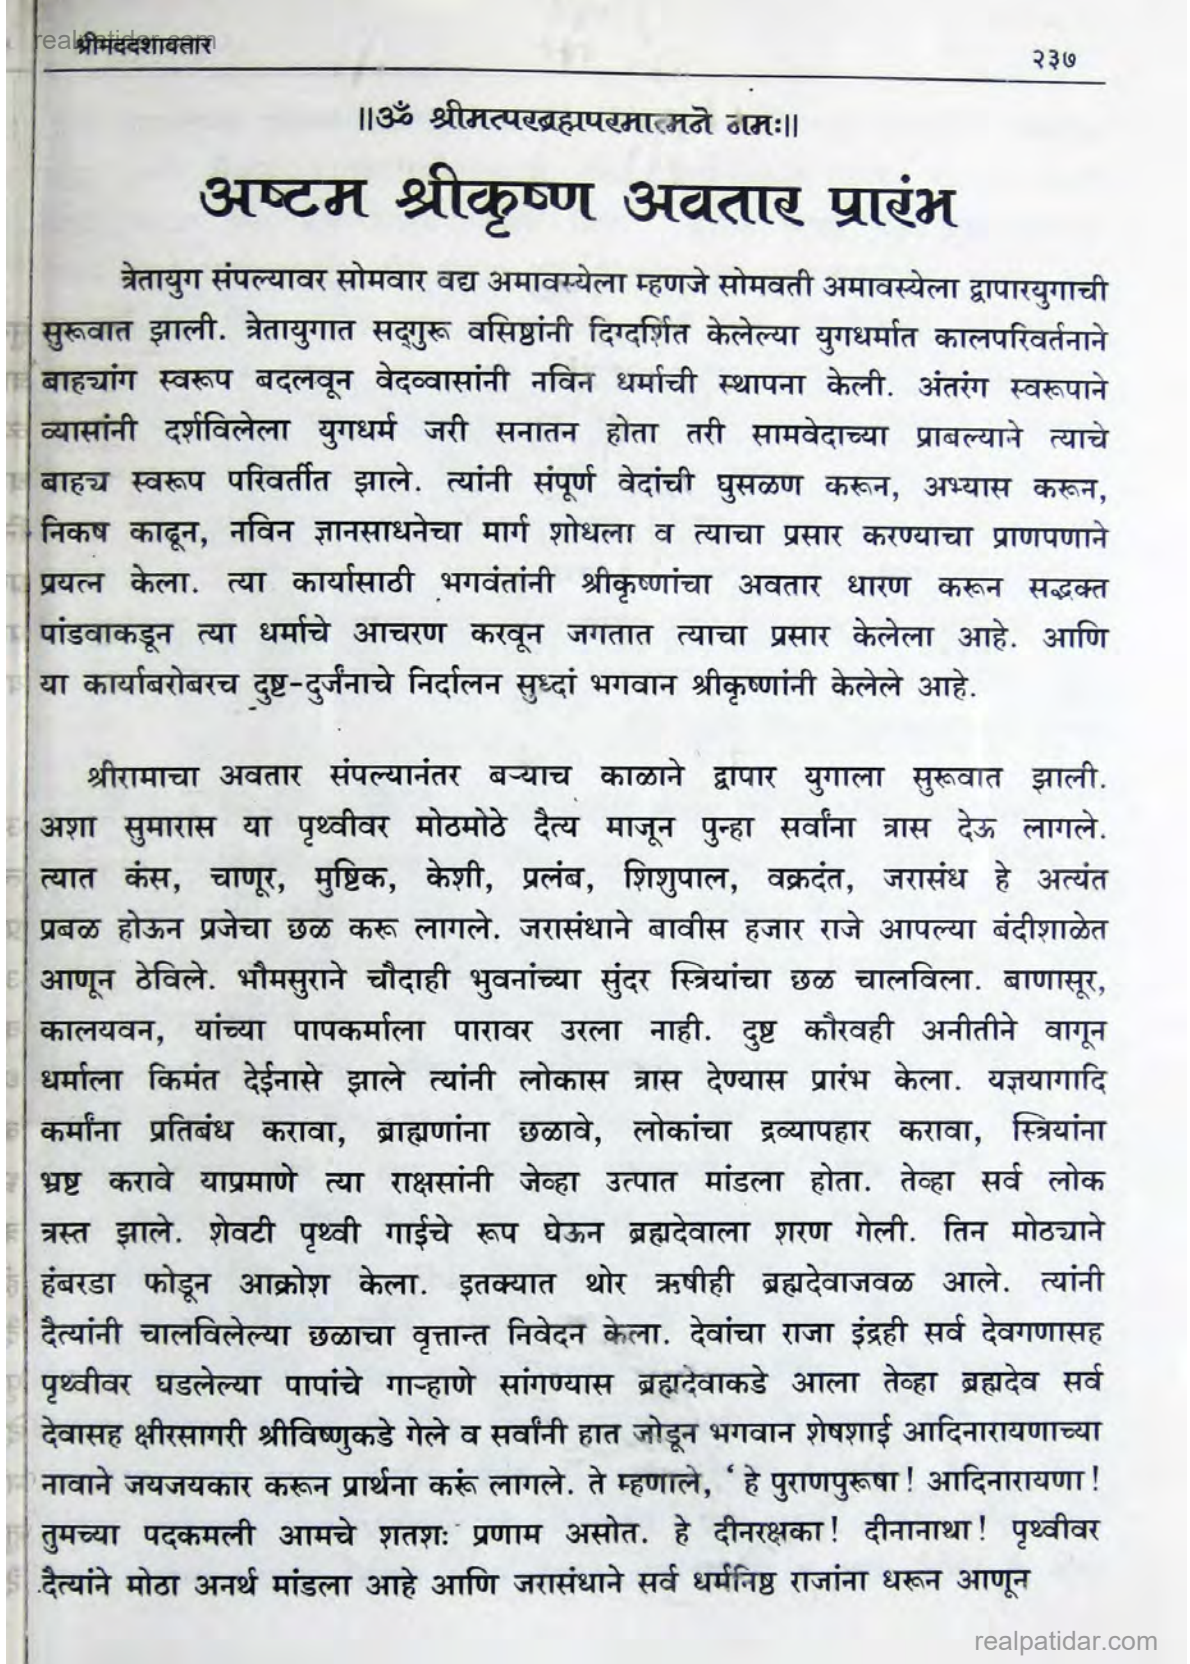 realpatidar.com
श्रीमददशावतार
२३७
||ॐ श्रीमत्परब्रह्मपरमात्मने नमः||
अष्टम श्रीकृष्ण अवतार प्रारंभ
त्रेतायुग संपल्यावर सोमवार वद्य अमावस्येला म्हणजे सोमवती अमावस्येला द्वापारयुगाची
सुरूवात झाली. त्रेतायुगात सद्गुरू वसिष्ठांनी दिग्दर्शित केलेल्या युगधर्मात कालपरिवर्तनाने
बाह्यांग स्वरूप बदलवून वेदव्वासांनी नविन धर्माची स्थापना केली. अंतरंग स्वरूपाने
व्यासांनी दर्शविलेला युगधर्म जरी सनातन होता तरी सामवेदाच्या प्राबल्याने त्याचे
बाह्य स्वरूप परिवर्तीत झाले. त्यांनी संपूर्ण वेदांची घुसळण करून, अभ्यास करून,
निकष काढून, नविन ज्ञानसाधनेचा मार्ग शोधला व त्याचा प्रसार करण्याचा प्राणपणाने
प्रयत्न केला. त्या कार्यासाठी भगवंतांनी श्रीकृष्णांचा अवतार धारण करून सद्भक्त
पांडवाकडून त्या धर्माचे आचरण करवून जगतात त्याचा प्रसार केलेला आहे. आणि
या कार्याबरोबरच दुष्ट-दुर्जंनाचे निर्दालन सुध्दां भगवान श्रीकृष्णांनी केलेले आहे.
श्रीरामाचा अवतार संपल्यानंतर बऱ्याच काळाने द्वापार युगाला सुरूवात झाली.
अशा सुमारास या पृथ्वीवर मोठमोठे दैत्य माजून पुन्हा सर्वांना त्रास देऊ लागले.
त्यात कंस, चाणूर, मुष्टिक, केशी, प्रलंब, शिशुपाल, वक्रदंत, जरासंध हे अत्यंत
प्रबळ होऊन प्रजेचा छळ करू लागले. जरासंधाने बावीस हजार राजे आपल्या बंदीशाळेत
आणून ठेविले. भौमसुराने चौदाही भुवनांच्या सुंदर स्त्रियांचा छळ चालविला. बाणासूर,
कालयवन, यांच्या पापकर्माला पारावर उरला नाही. दुष्ट कौरवही अनीतीने वागून
धर्माला किमंत देईनासे झाले त्यांनी लोकास त्रास देण्यास प्रारंभ केला. यज्ञयागादि
कर्मांना प्रतिबंध करावा, ब्राह्मणांना छळावे, लोकांचा द्रव्यापहार करावा, स्त्रियांना
भ्रष्ट करावे याप्रमाणे त्या राक्षसांनी जेव्हा उत्पात मांडला होता. तेव्हा सर्व लोक
त्रस्त झाले. शेवटी पृथ्वी गाईचे रूप घेऊन ब्रह्मदेवाला शरण गेली. तिन मोठ्याने
हंबरडा फोडून आक्रोश केला. इतक्यात थोर ऋषीही ब्रह्मदेवाजवळ आले. त्यांनी
दैत्यांनी चालविलेल्या छळाचा वृत्तान्त निवेदन केला. देवांचा राजा इंद्रही सर्व देवगणासह
पृथ्वीवर घडलेल्या पापांचे गाऱ्हाणे सांगण्यास ब्रह्मदेवाकडे आला तेव्हा ब्रह्मदेव सर्व
देवासह क्षीरसागरी श्रीविष्णुकडे गेले व सर्वांनी हात जोडून भगवान शेषशाई आदिनारायणाच्या
नावाने जयजयकार करून प्रार्थना करूं लागले. ते म्हणाले, ‘ हे पुराणपुरूषा! आदिनारायणा!
तुमच्या पदकमली आमचे शतशः प्रणाम असोत. हे दीनरक्षका! दीनानाथा! पृथ्वीवर
दैत्यांने मोठा अनर्थ मांडला आहे आणि जरासंधाने सर्व धर्मनिष्ठ राजांना धरून आणून
realpatidar.com